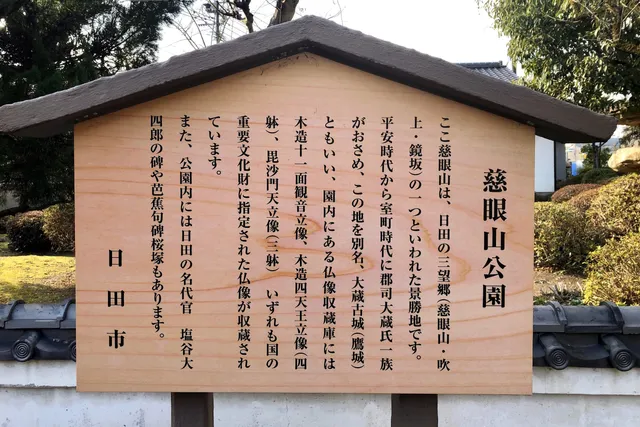 慈眼山公園
ここ慈眼山は、日田の三望郷（慈眼山・吹
上・鏡坂）の一つといわれた景勝地です。
平安時代から室町時代に郡司大蔵氏一族
がおさめ、この地を別名、大蔵古城（鷹城）
ともいい、園内にある仏像収蔵庫には
木造十一面観音立像、木造四天王立像（四
躰）、毘沙門天立像（三躰）　いずれも国の
重要文化財に指定された仏像が収蔵され
ています。
また、公園内には日田の名代官　塩谷大
四郎の碑や芭蕉句碑桜塚もあります。
日田市